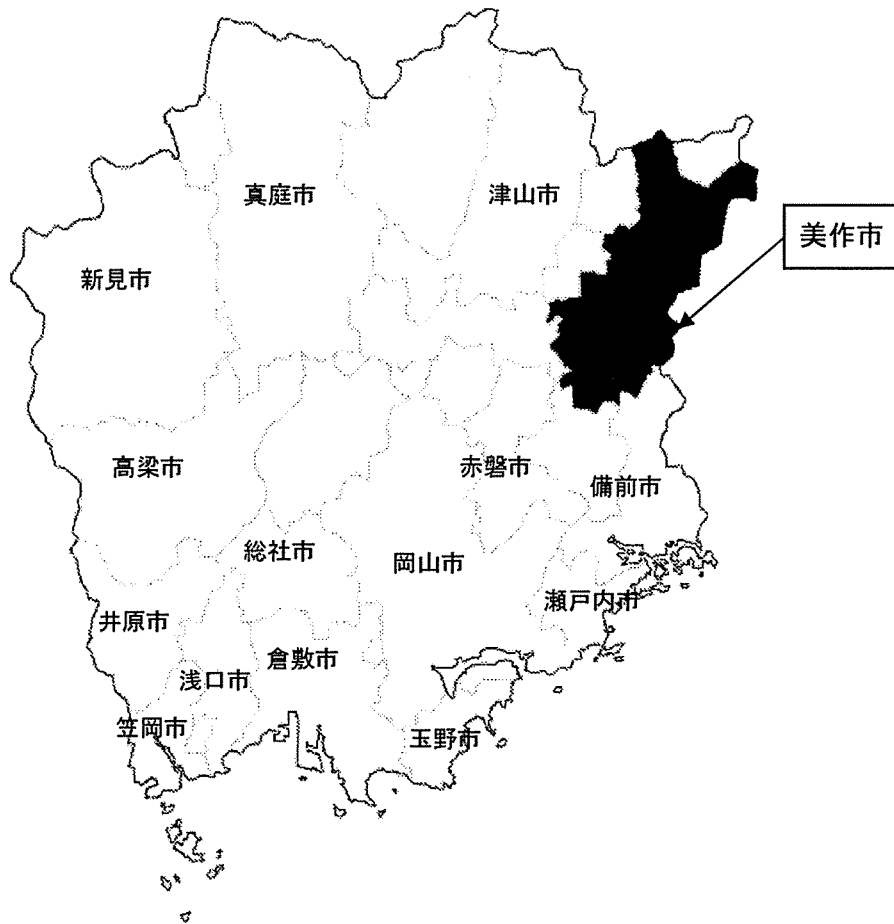 真庭市
津山市
美作市
新見市
高梁市
赤磐市
備前市
総社市
岡山市
瀬戸内市
井原市
倉敷市
浅口市
笠岡市
玉野市